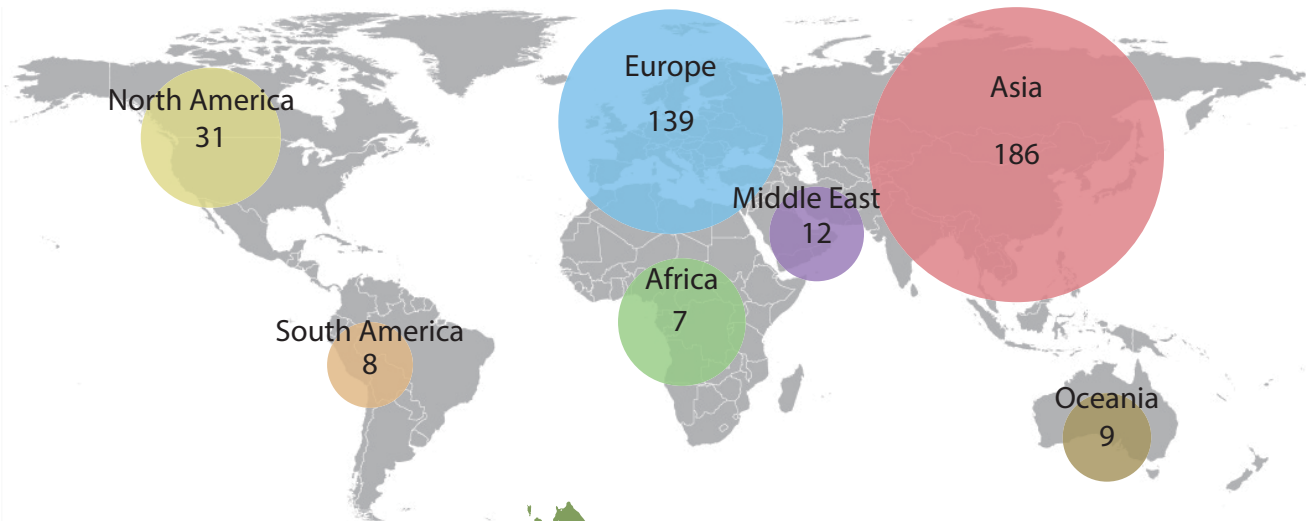 North America
31
Europe
139
Asia
186
Middle East
12
Africa
7
South America
8
Oceania
9